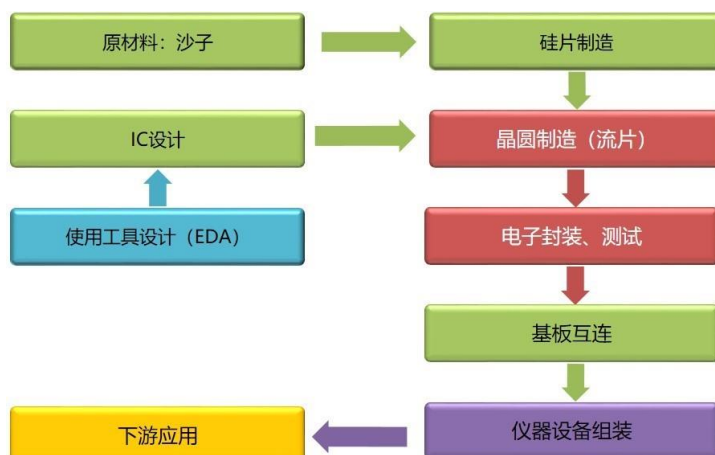 原材料：沙子
硅片制造
IC设计
晶圆制造（流片）
使用工具设计（EDA）
电子封装、测试
基板互连
下游应用
仪器设备组装